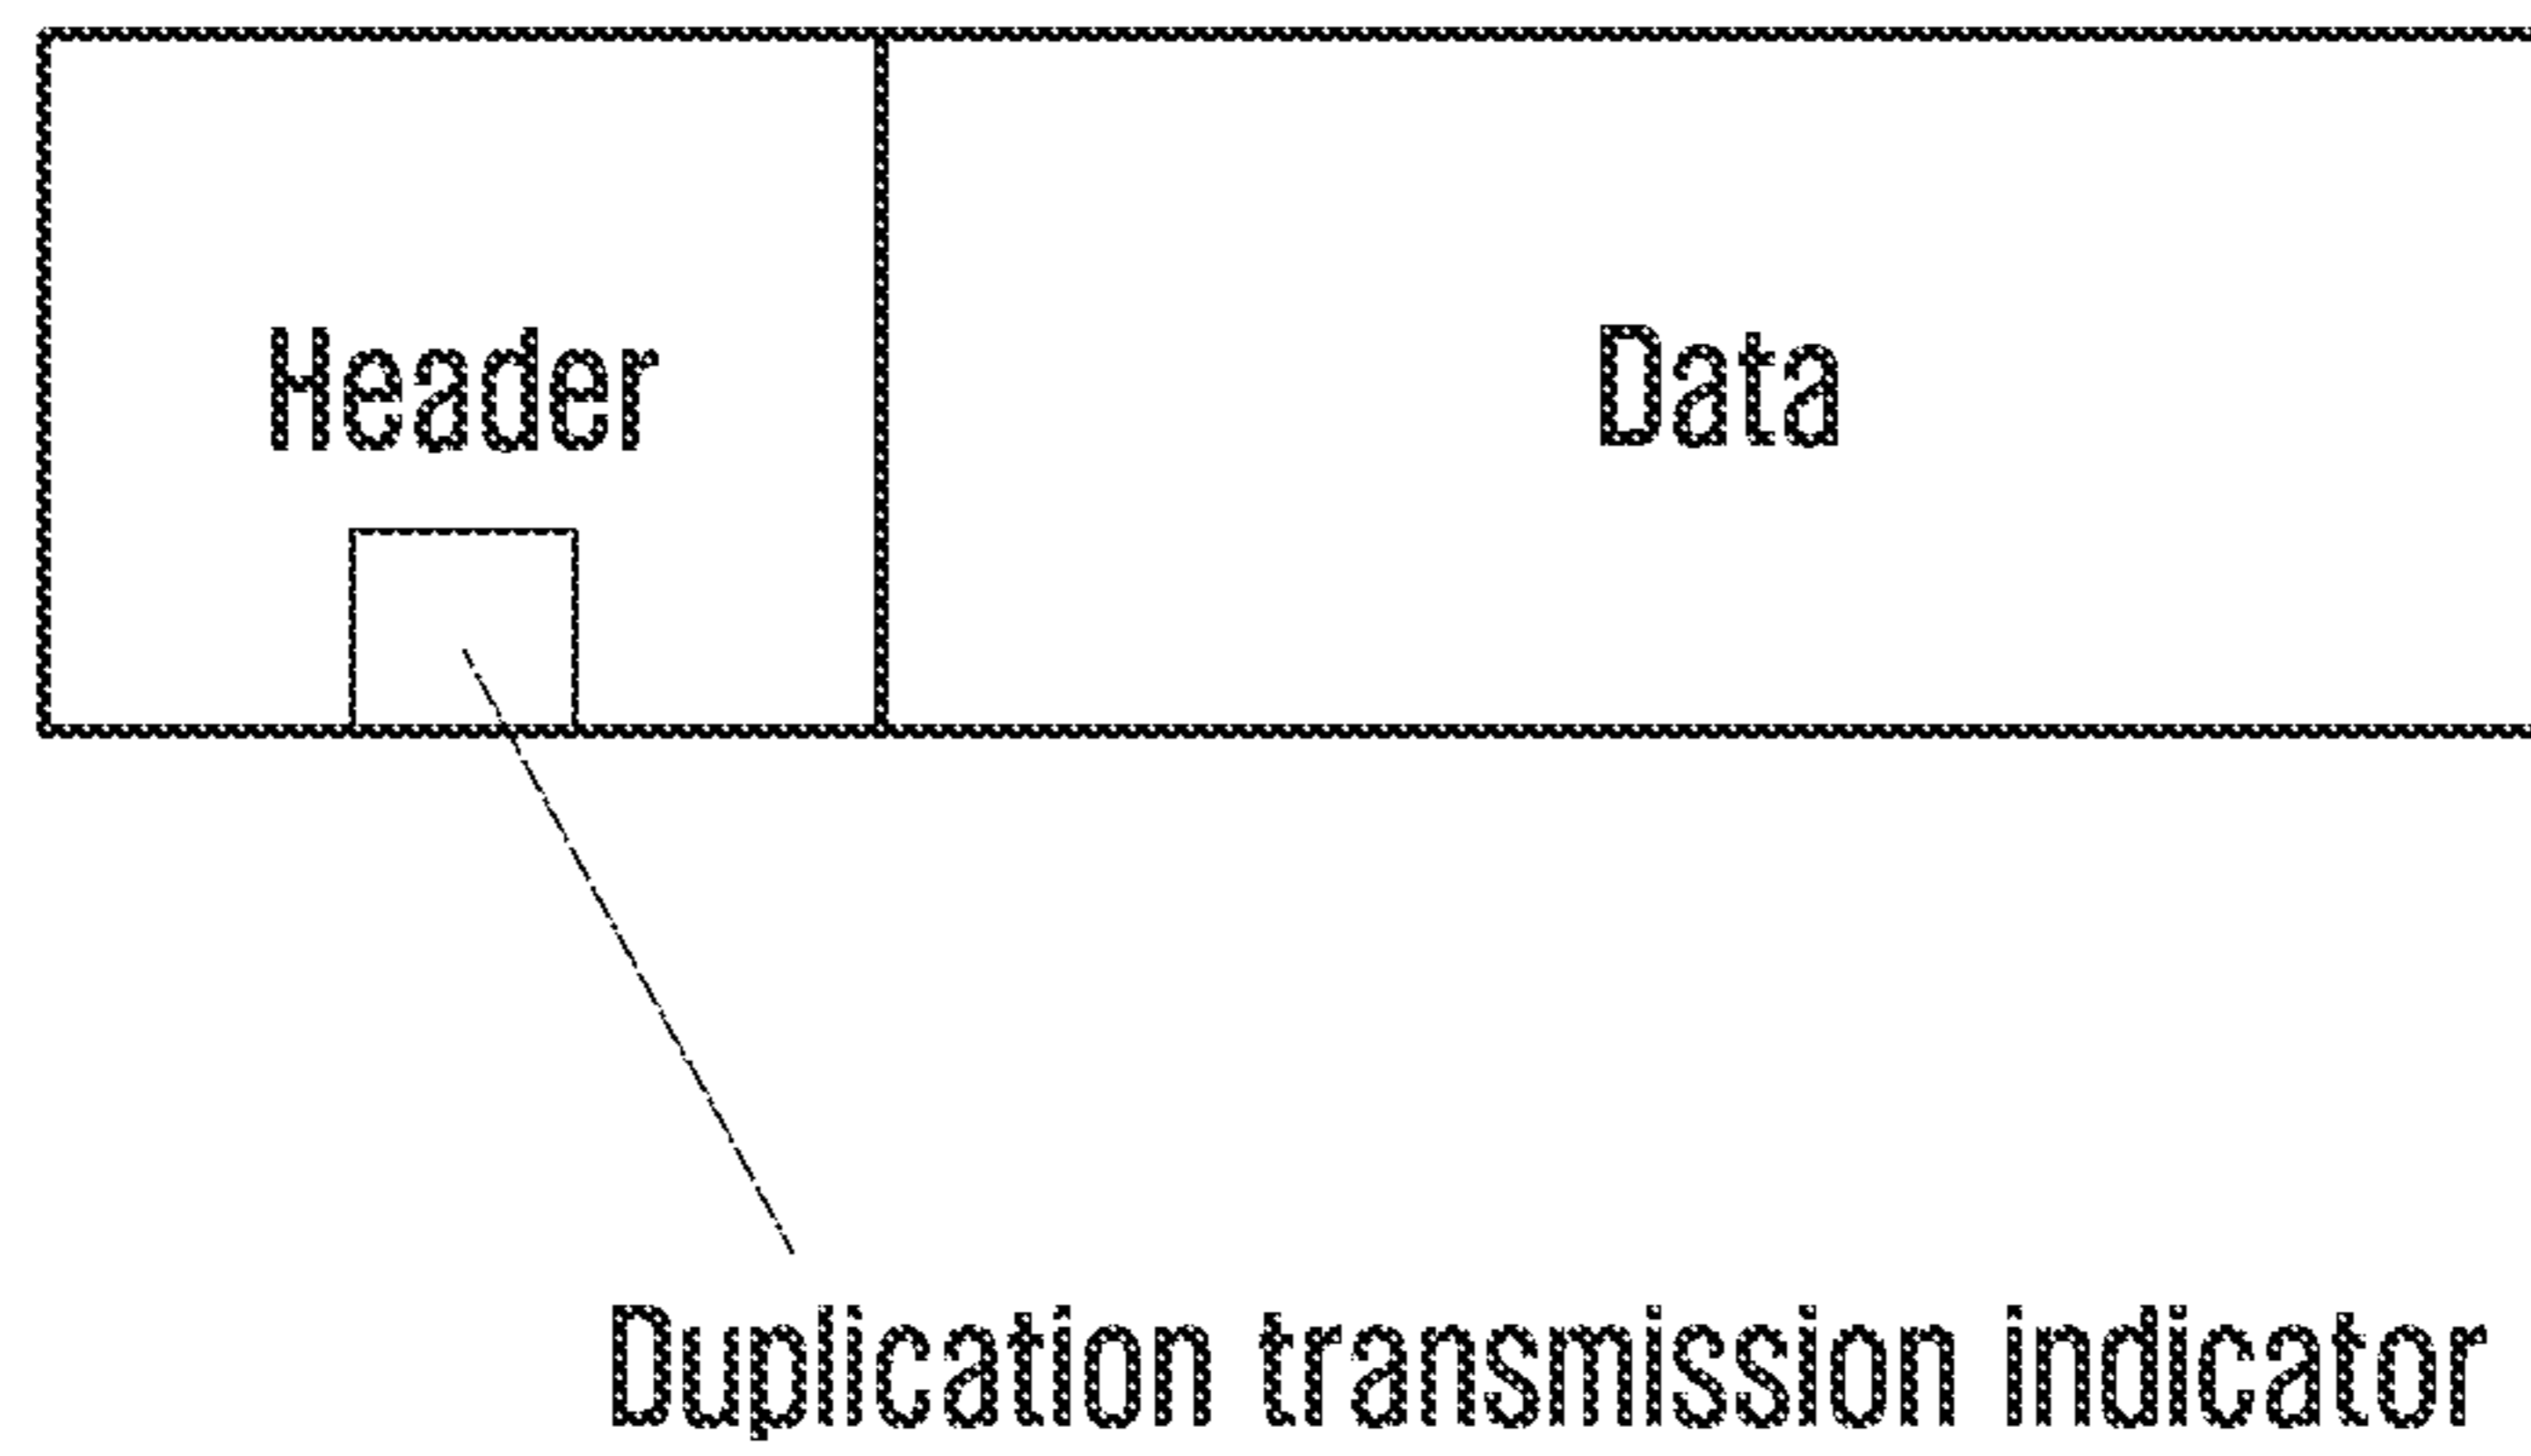 Header
Data
Duplication transmission indicator